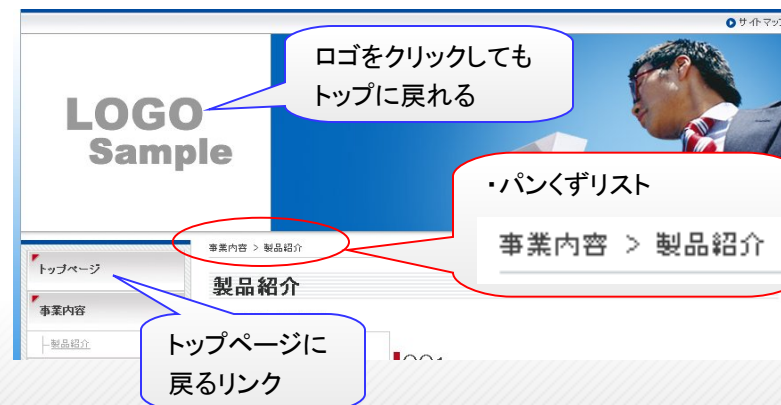 サイトマップ
ロゴをクリックしても
トップに戻れる
LOGO
Sample
・パンくずリスト
事業内容 > 製品紹介
事業内容 > 製品紹介
トップページ
製品紹介
事業内容
製品紹介
トップページに
戻るリンク